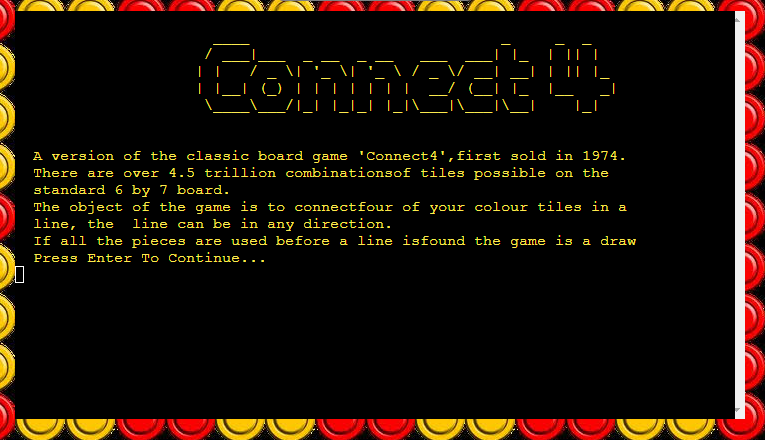 Connect 4
A version of the classic board game 'Connect4',first sold in 1974.
There are over 4.5 trillion combinationsof tiles possible on the
standard 6 by 7 board.
The object of the game is to connectfour of your colour tiles in a
line, the  line can be in any direction.
If all the pieces are used before a line isfound the game is a draw
Press Enter To Continue...